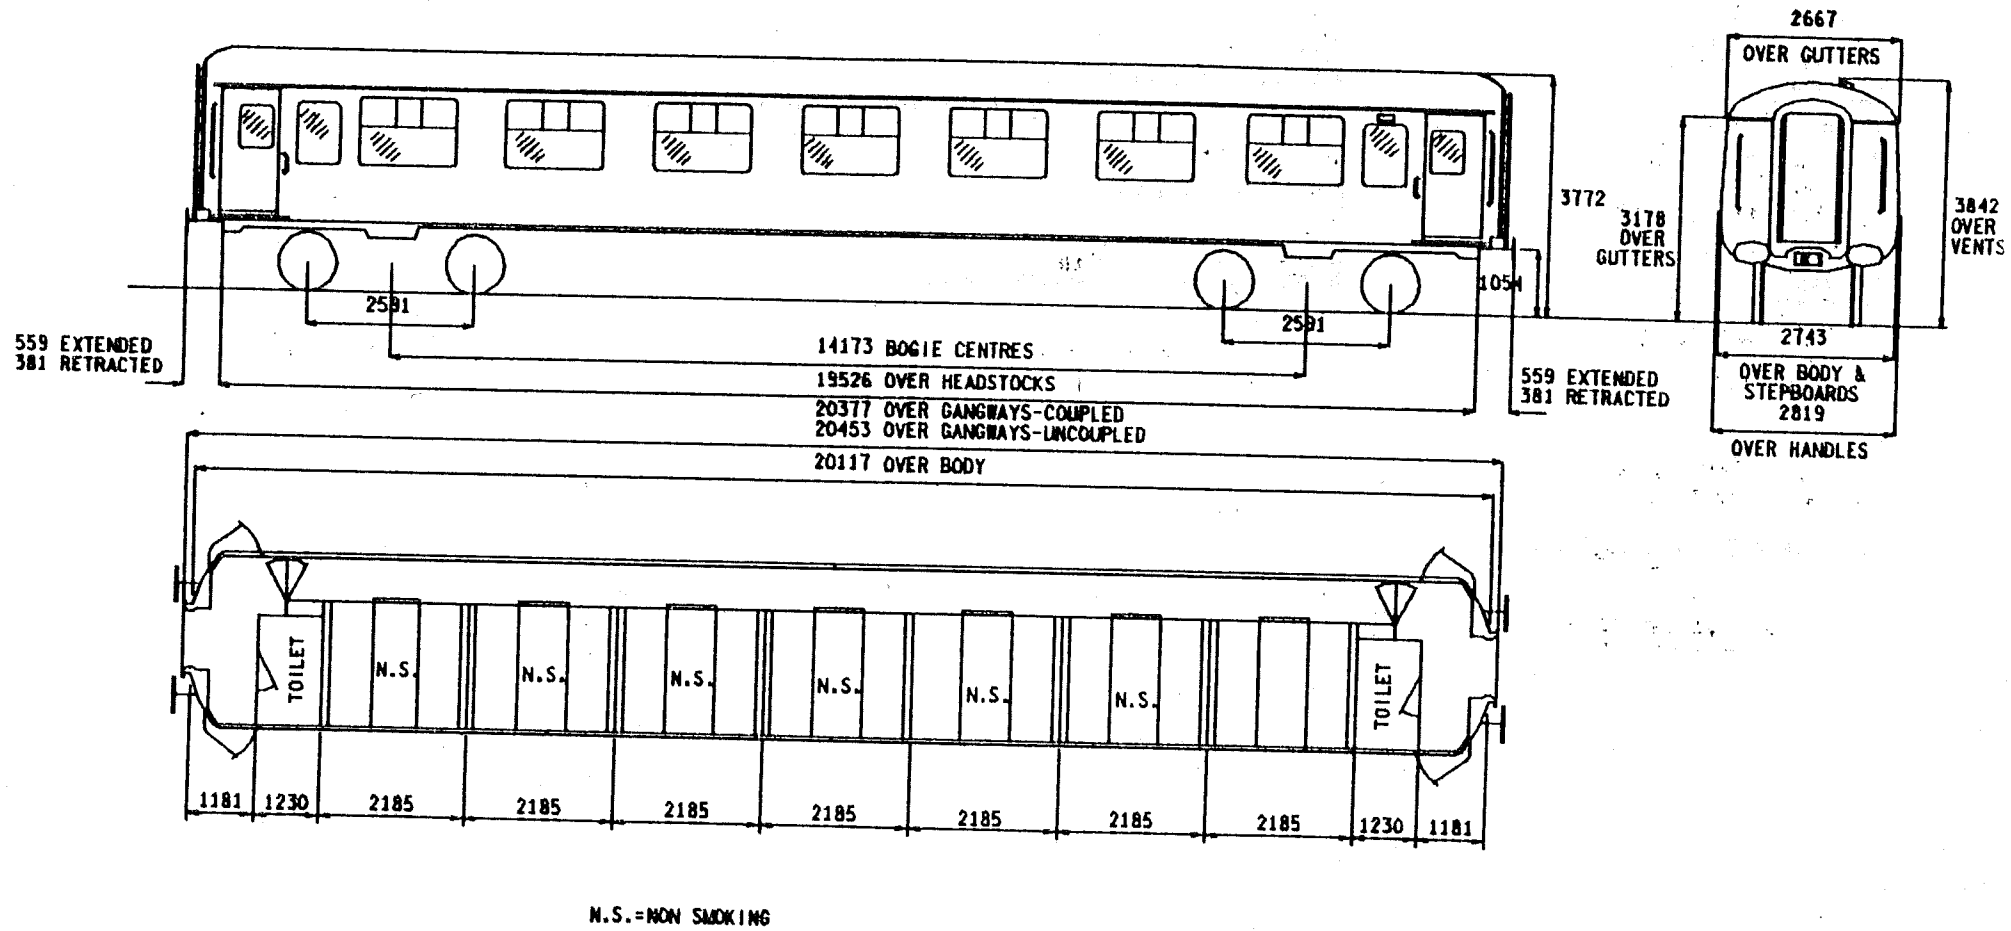 2667
OVER GUTTERS
3772
3178
OVER
GUTTERS
3842
OVER
VENTS
1054
2591
2591
2743
559 EXTENDED
381 RETRACTED
14173 BOGIE CENTRES
19526 OVER HEADSTOCKS
559 EXTENDED
381 RETRACTED
OVER BODY &
STEPBOARDS
2819
OVER HANDLES
20377 OVER GANGWAYS-COUPLED
20453 OVER GANGWAYS-UNCOUPLED
20117 OVER BODY
TOILET
N.S.
N.S.
N.S.
N.S.
N.S.
N.S.
TOILET
1181
1230
2185
2185
2185
2185
2185
2185
2185
1230
1181
N.S.=NON SMOKING